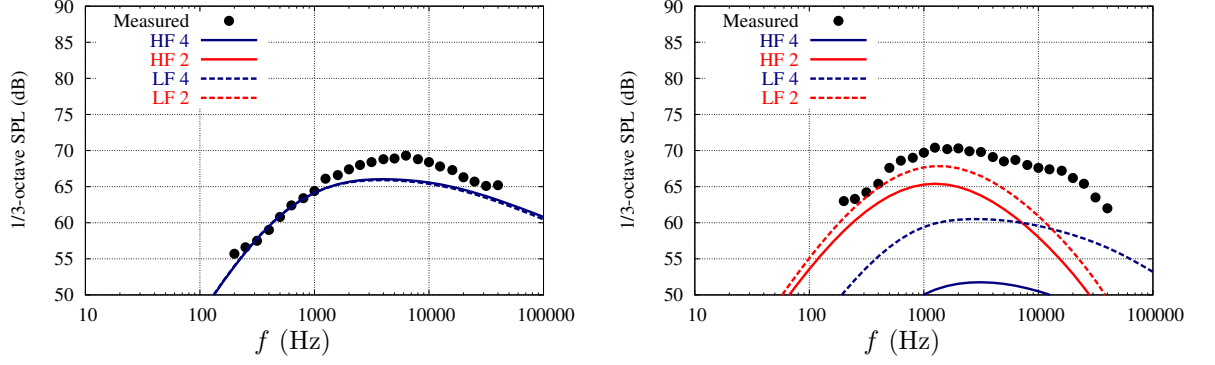 90
85
80
75
70
65
60
55
50
1/3-octave SPL (dB)
Measured
HF 4
HF 2
LF 4
LF 2
10 100 1000 10000 100000
f (Hz)
90
85
80
75
70
65
60
55
50
1/3-octave SPL (dB)
Measured
HF 4
HF 2
LF 4
LF 2
10 100 1000 10000 100000
f (Hz)